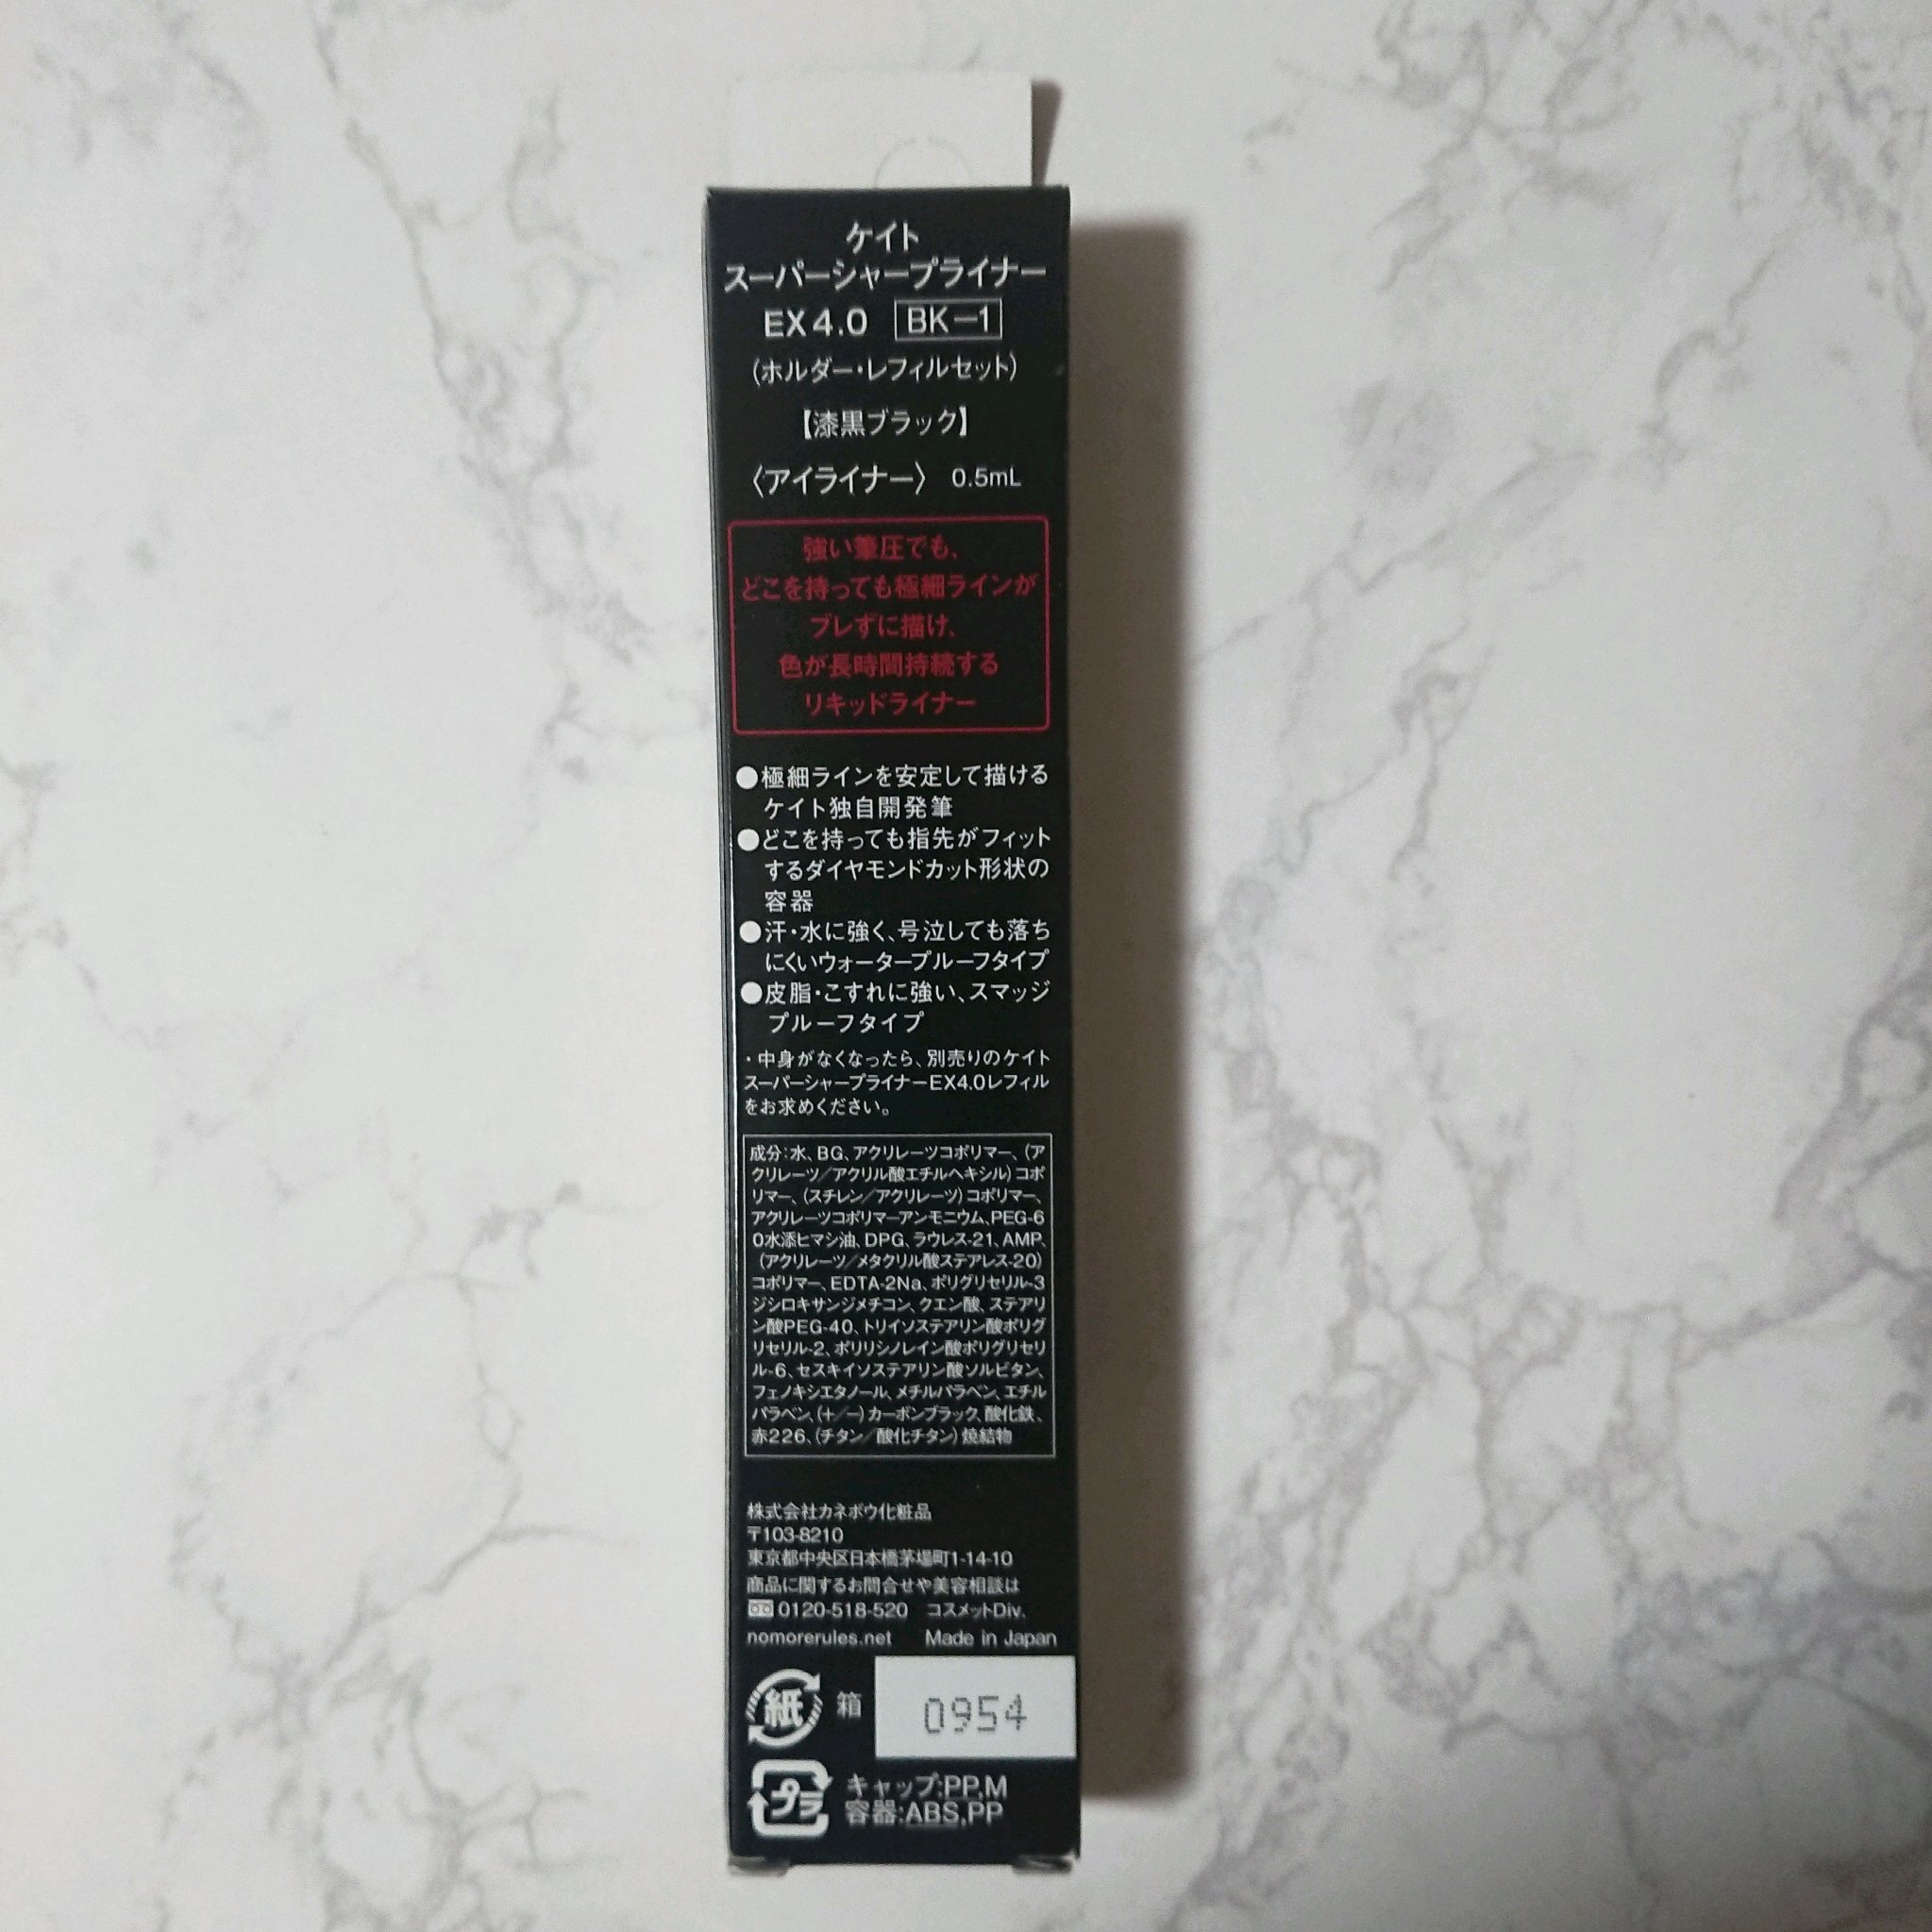 ケイト
スーパーシャープライナー
EX4.0 BK-1
(ホルダー・レフィルセット)
【漆黒ブラック】
〈アイライナー〉 0.5mL
強い筆圧でも、
どこを持っても極細ラインが
ブレずに描け、
色が長時間持続する
リキッドライナー
●極細ラインを安定して描ける
ケイト独自開発筆
●どこを持っても指先がフィット
するダイヤモンドカット形状の
容器
●汗・水に強く、号泣しても落ち
にくいウォータープルーフタイプ
●皮脂・こすれに強い、スマッジ
プルーフタイプ
・中身がなくなったら、別売りのケイト
スーパーシャープライナーEX4.0レフィル
をお求めください。
成分:水、BG、アクリレーツコポリマー、(ア
クリレーツ/アクリル酸エチルヘキシル)コポ
リマー、(スチレン/アクリレーツ)コポリマー、
アクリレーツコポリマーアンモニウム、PEG-6
0水添ヒマシ油、DPG、ラウレス-21、AMP、
(アクリレーツ/メタクリル酸ステアレス-20)
コポリマー、EDTA-2Na、ポリグリセリル-3
ジシロキサンジメチコン、クエン酸、ステアリ
ン酸PEG-40、トリイソステアリン酸ポリグ
リセリル-2、ポリリシノレイン酸ポリグリセリ
ル-6、セスキイソステアリン酸ソルビタン、
フェノキシエタノール、メチルパラベン、エチル
パラベン、(+/-)カーボンブラック、酸化鉄、
赤226、(チタン/酸化チタン)焼結物
株式会社カネボウ化粧品
〒103-8210
東京都中央区日本橋茅場町1-14-10
商品に関するお問合せや美容相談は
0120-518-520 コスメットDiv.
nomorerules.net Made in Japan
紙 箱 0954
プラ キャップ:PP,M
容器:ABS,PP